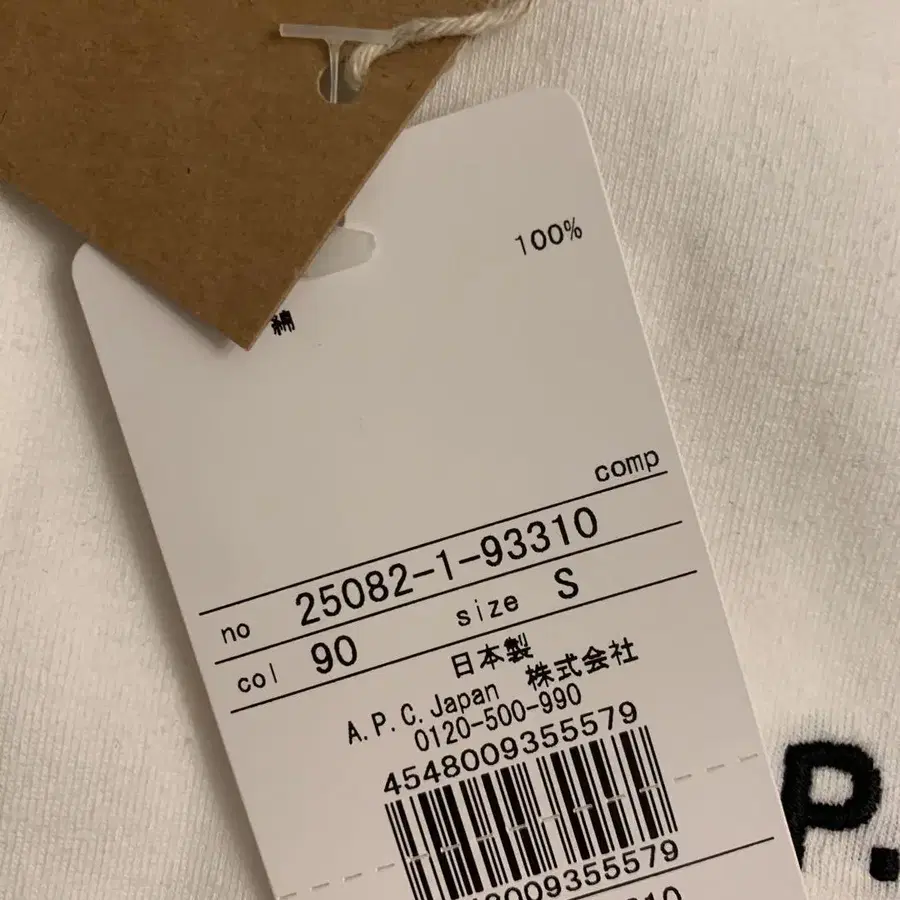 100%
綿
comp
no 25082-1-93310
col 90 size S
日本製
A.P.C.Japan 株式会社
0120-500-990
4548009355579
009355579
P.